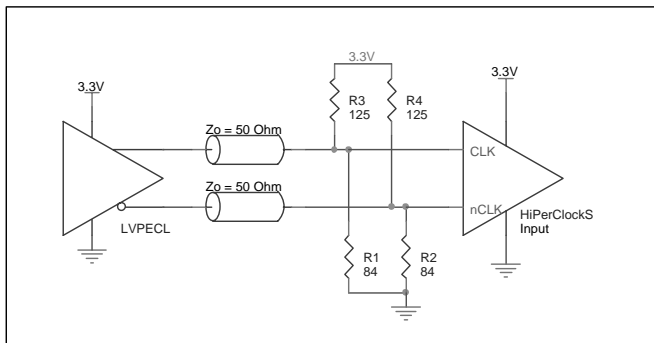 3.3V
3.3V
3.3V
R3
125
R4
125
Zo = 50 Ohm
CLK
Zo = 50 Ohm
nCLK
HiPerClockS
Input
LVPECL
R1
84
R2
84